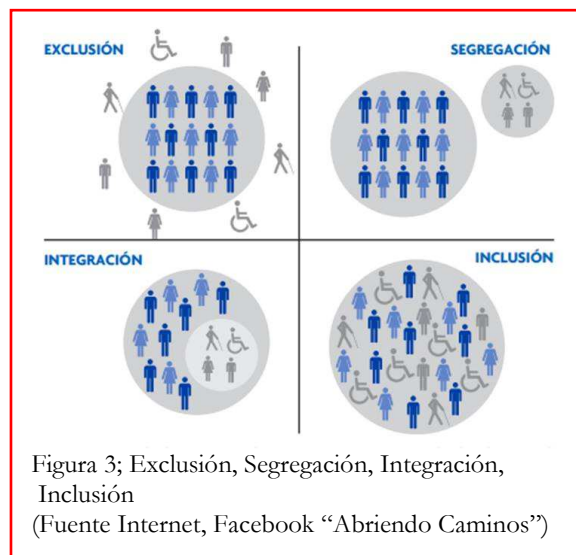 EXCLUSIÓN
SEGREGACIÓN
INTEGRACIÓN
INCLUSIÓN
Figura 3; Exclusión, Segregación, Integración,
Inclusión
(Fuente Internet, Facebook “Abriendo Caminos”)